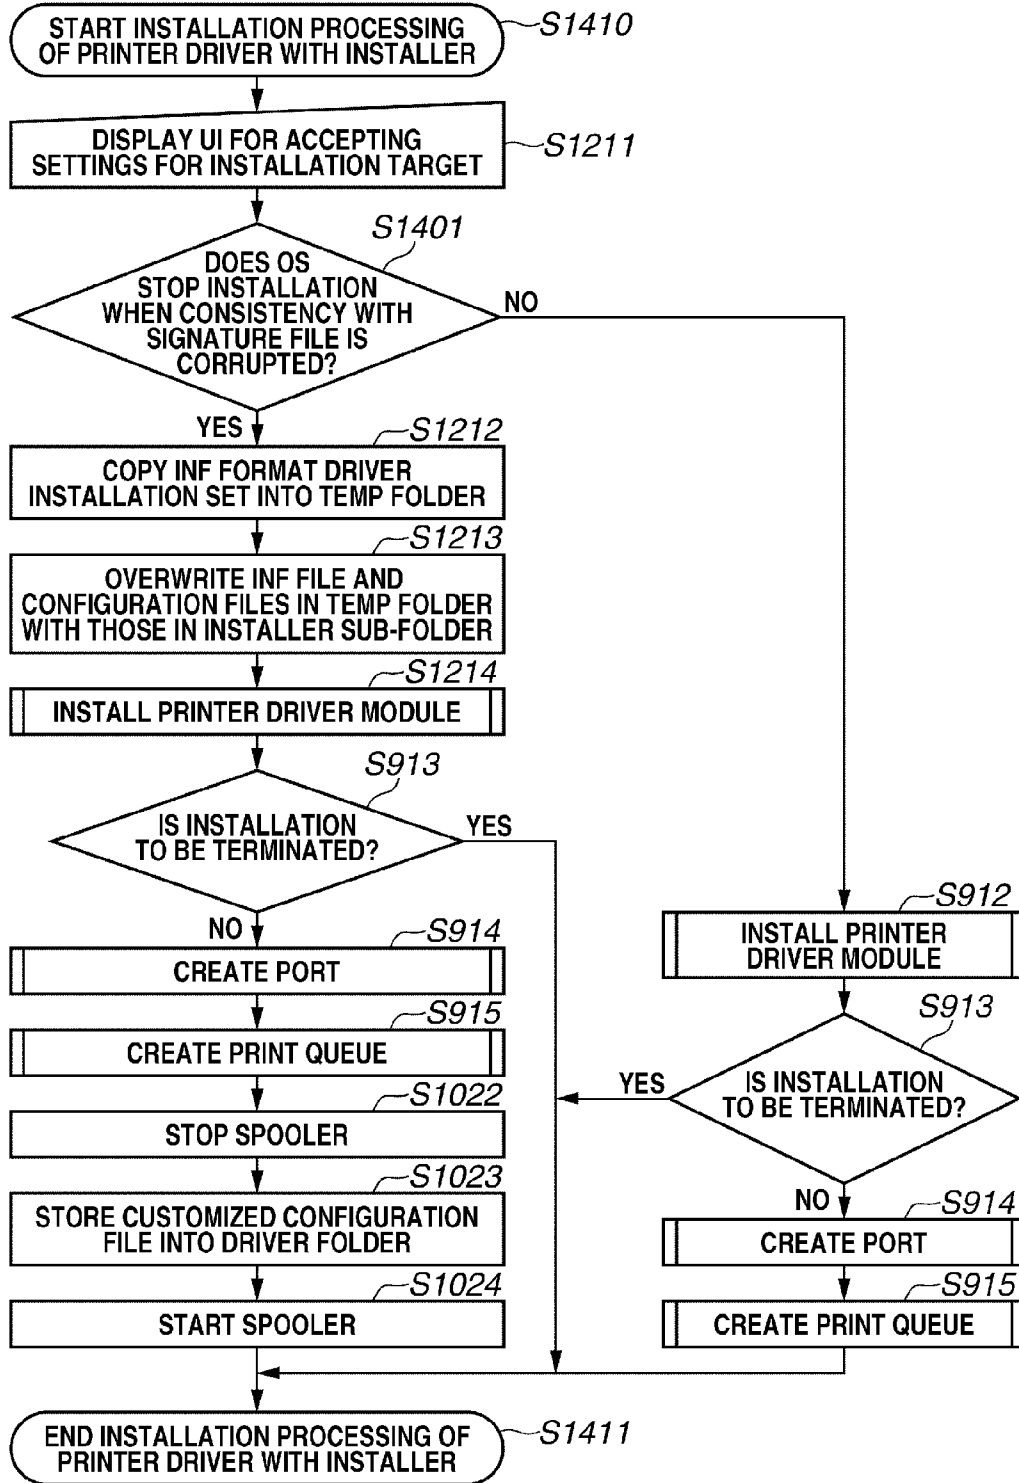 START INSTALLATION PROCESSING
OF PRINTER DRIVER WITH INSTALLER
S1410
DISPLAY UI FOR ACCEPTING
SETTINGS FOR INSTALLATION TARGET
S1211
S1401
DOES OS
STOP INSTALLATION
WHEN CONSISTENCY WITH
SIGNATURE FILE IS
CORRUPTED?
NO
YES
S1212
COPY INF FORMAT DRIVER
INSTALLATION SET INTO TEMP FOLDER
S1213
OVERWRITE INF FILE AND
CONFIGURATION FILES IN TEMP FOLDER
WITH THOSE IN INSTALLER SUB-FOLDER
S1214
INSTALL PRINTER DRIVER MODULE
S913
IS INSTALLATION
TO BE TERMINATED?
YES
NO
S914
CREATE PORT
S915
CREATE PRINT QUEUE
S1022
STOP SPOOLER
S1023
STORE CUSTOMIZED CONFIGURATION
FILE INTO DRIVER FOLDER
S1024
START SPOOLER
S912
INSTALL PRINTER
DRIVER MODULE
S913
IS INSTALLATION
TO BE TERMINATED?
YES
NO
S914
CREATE PORT
S915
CREATE PRINT QUEUE
END INSTALLATION PROCESSING OF
PRINTER DRIVER WITH INSTALLER
S1411